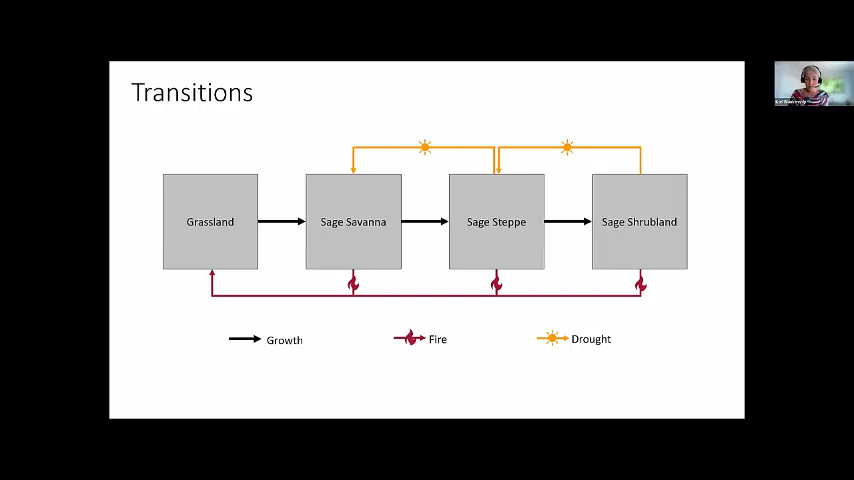 Transitions
Grassland
Sage Savanna
Sage Steppe
Sage Shrubland
Growth
Fire
Drought